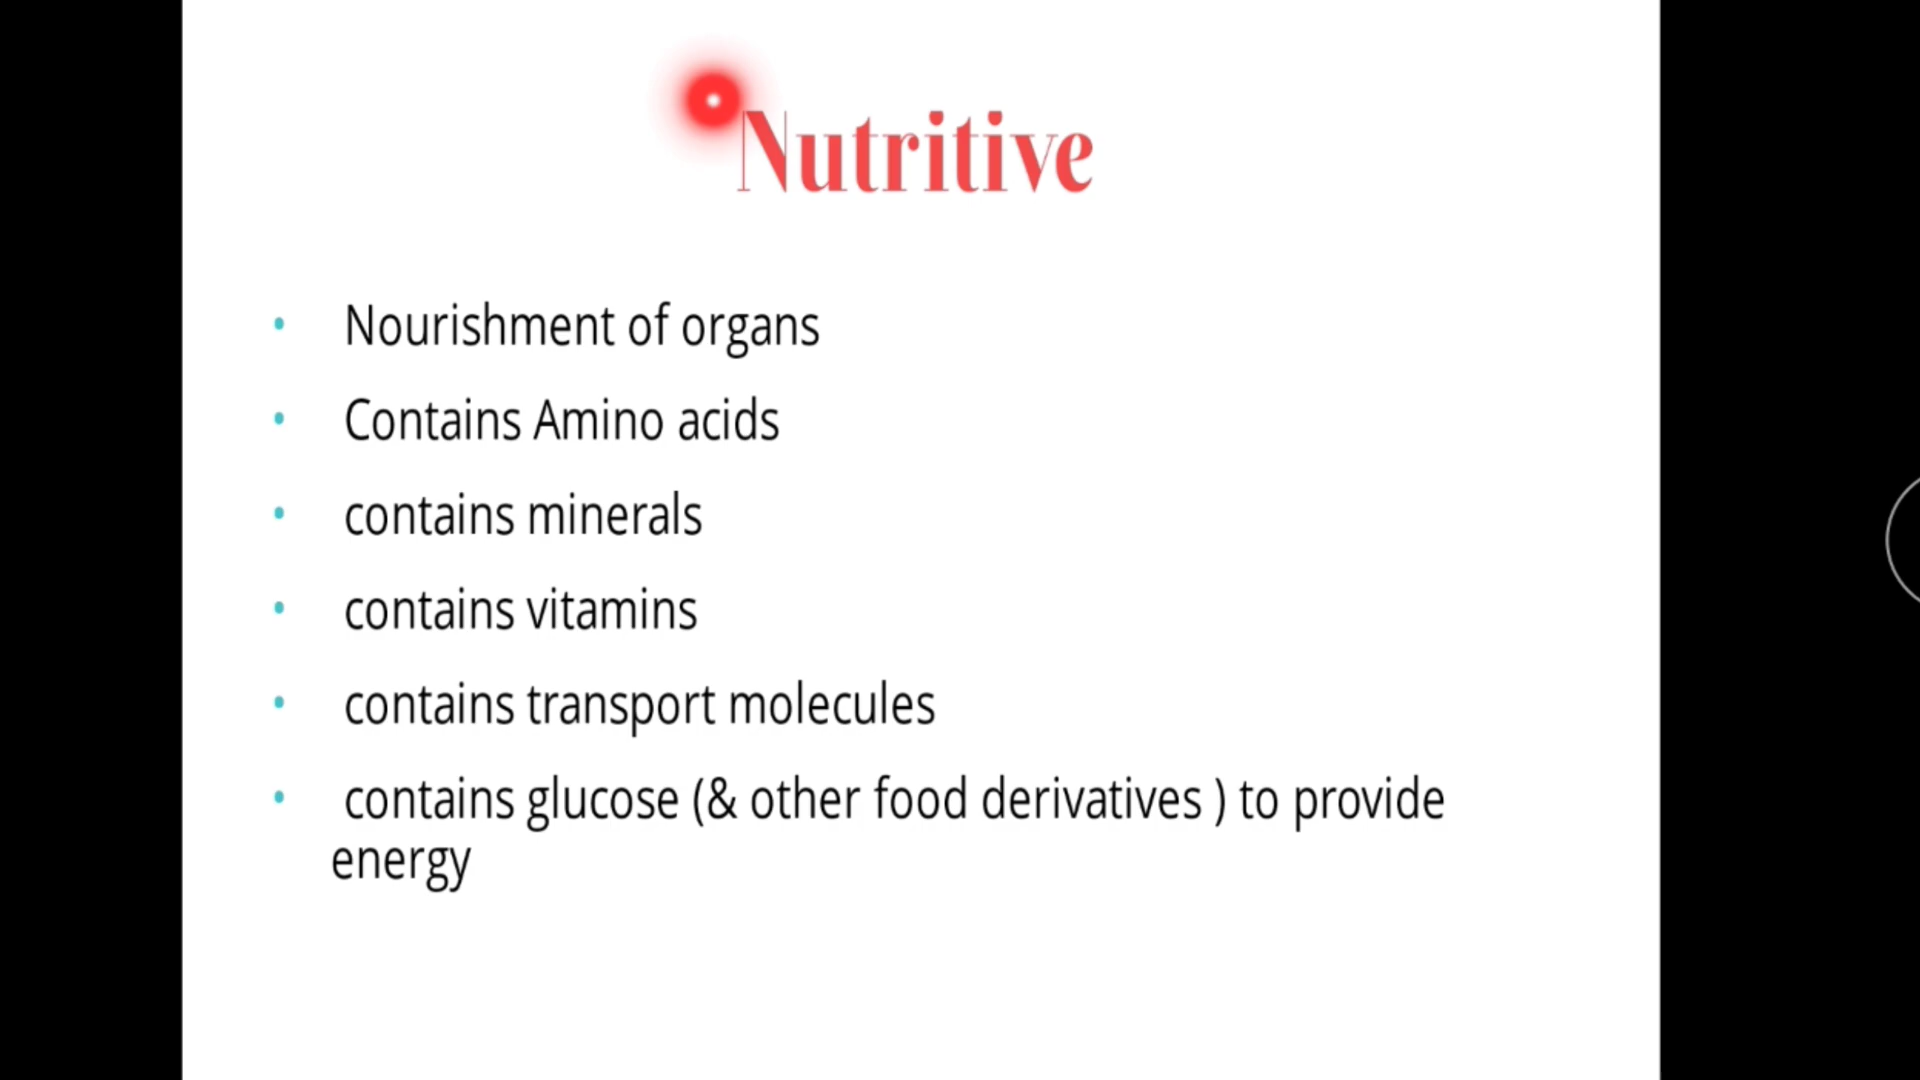 Nutritive
• Nourishment of organs
• Contains Amino acids
• contains minerals
• contains vitamins
• contains transport molecules
• contains glucose (& other food derivatives ) to provide
energy